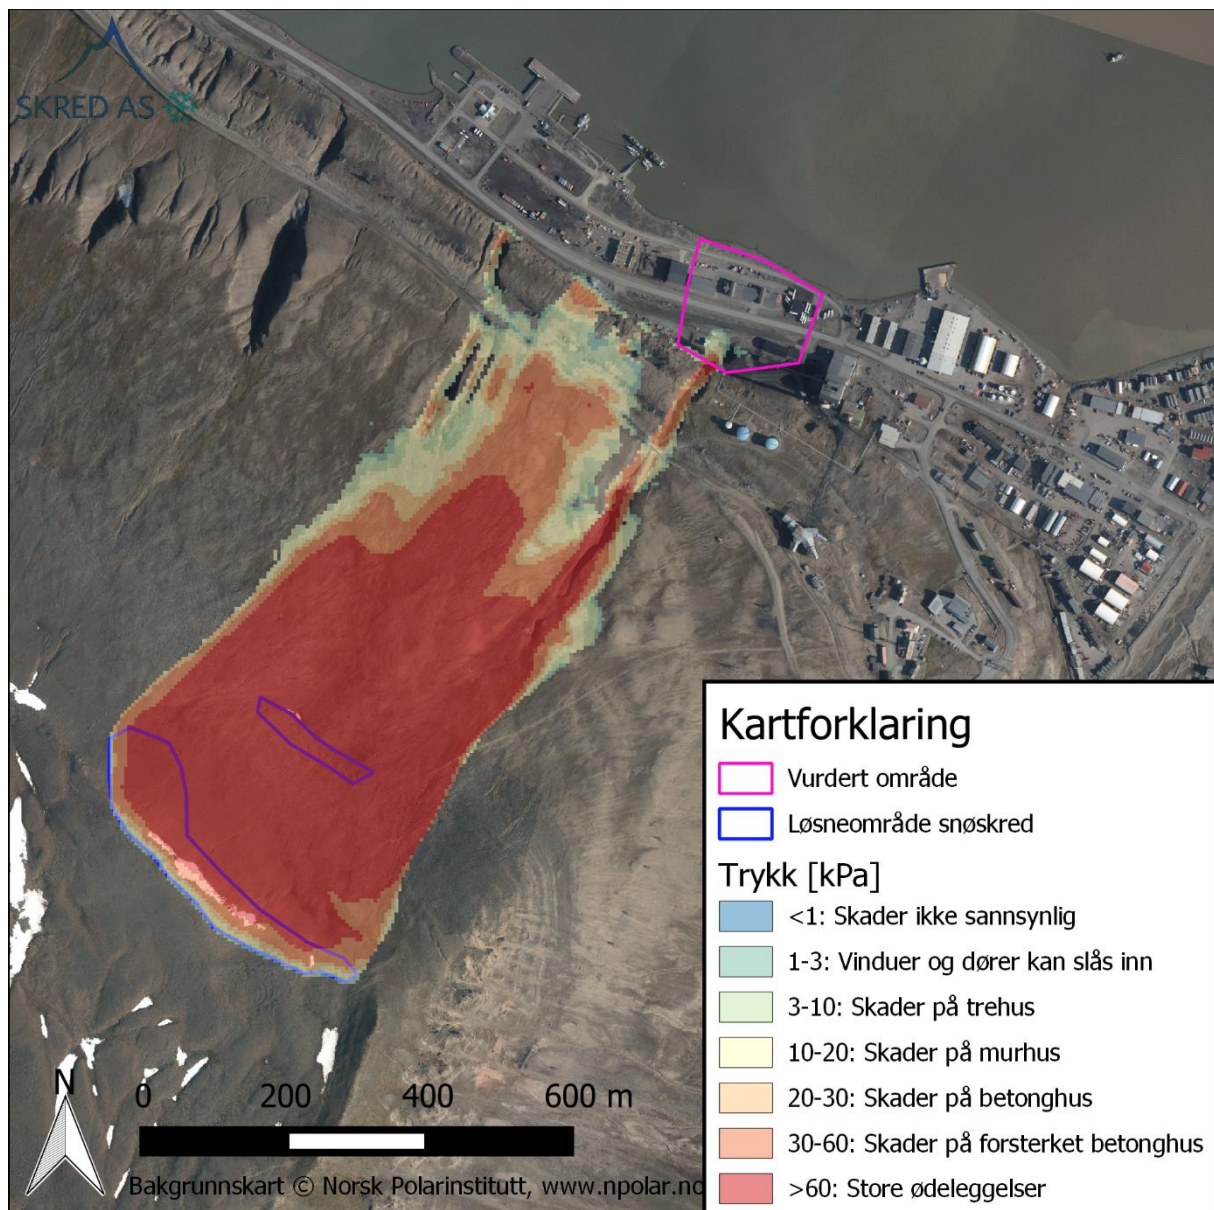 SKRED AS
Kartforklaring
Vurdert område
Løsneområde snøskred
Trykk [kPa]
<1: Skader ikke sannsynlig
1-3: Vinduer og dører kan slås inn
3-10: Skader på trehus
10-20: Skader på murhus
20-30: Skader på betonghus
30-60: Skader på forsterket betonghus
>60: Store ødeleggelser
N
0 200 400 600 m
Bakgrunnskart © Norsk Polarinstitutt, www.npolar.no